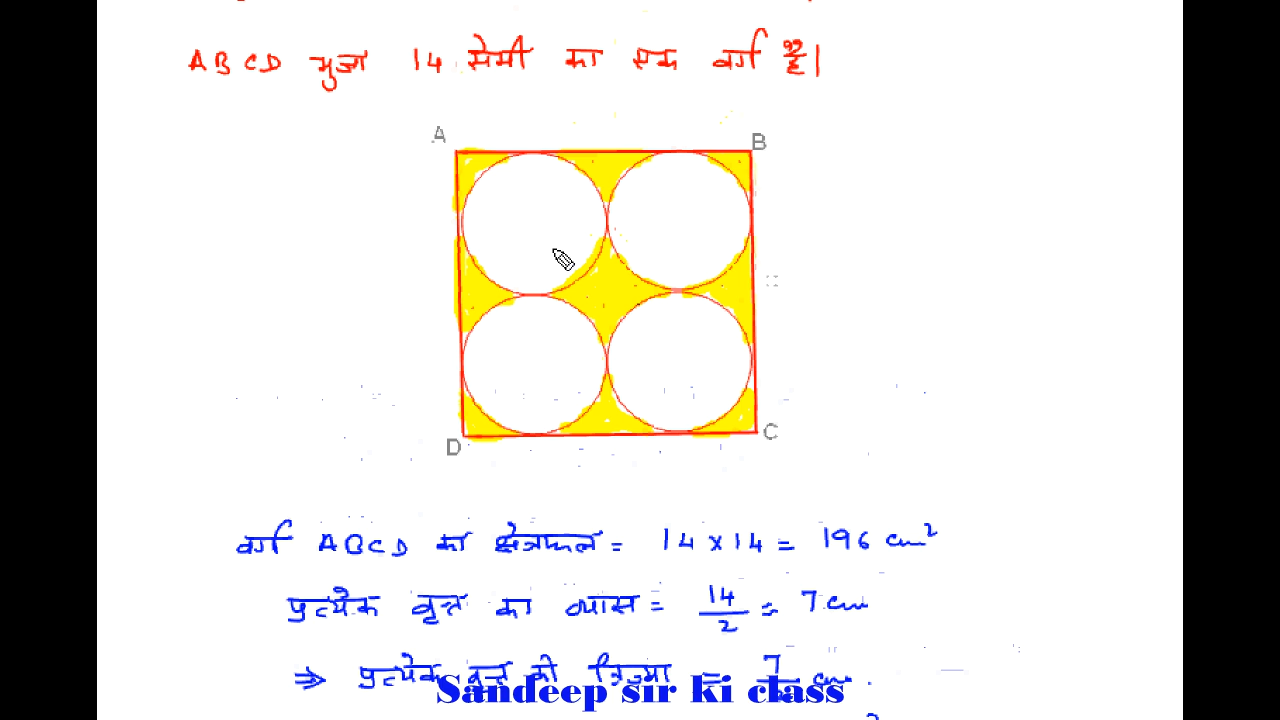 ABCD भुजा 14 सेमी का एक वर्ग है।
A
B
D
C
वर्ग ABCD का क्षेत्रफल = 14 × 14 = 196 cm²
प्रत्येक वृत्त का व्यास = 14/2 = 7 cm
⇒ प्रत्येक वृत्त की त्रिज्या = 7/ cm.
Sandeep sir ki class